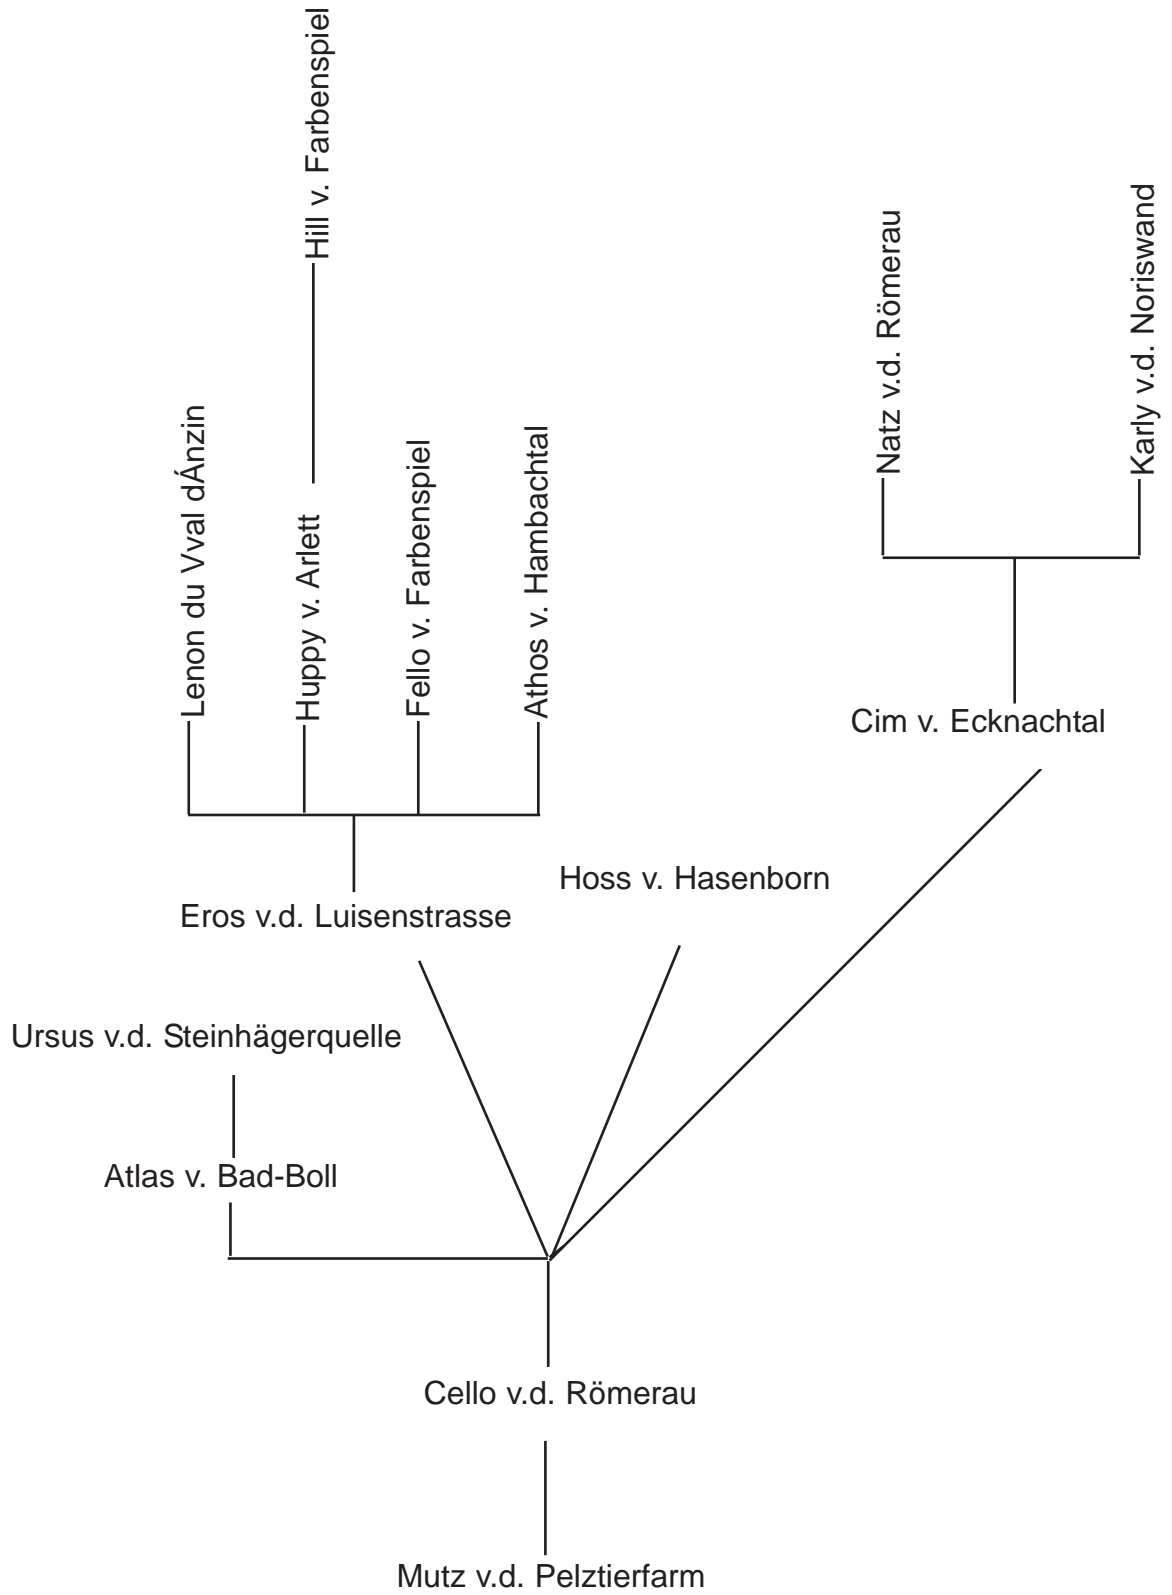 Hill v. Farbenspiel
Natz v.d. Römerau
Karly v.d. Noriswand
Lenon du Vval dÁnzin
Huppy v. Arlett
Fello v. Farbenspiel
Athos v. Hambachtal
Cim v. Ecknachtal
Hoss v. Hasenborn
Eros v.d. Luisenstrasse
Ursus v.d. Steinhägerquelle
Atlas v. Bad-Boll
Cello v.d. Römerau
Mutz v.d. Pelztierfarm